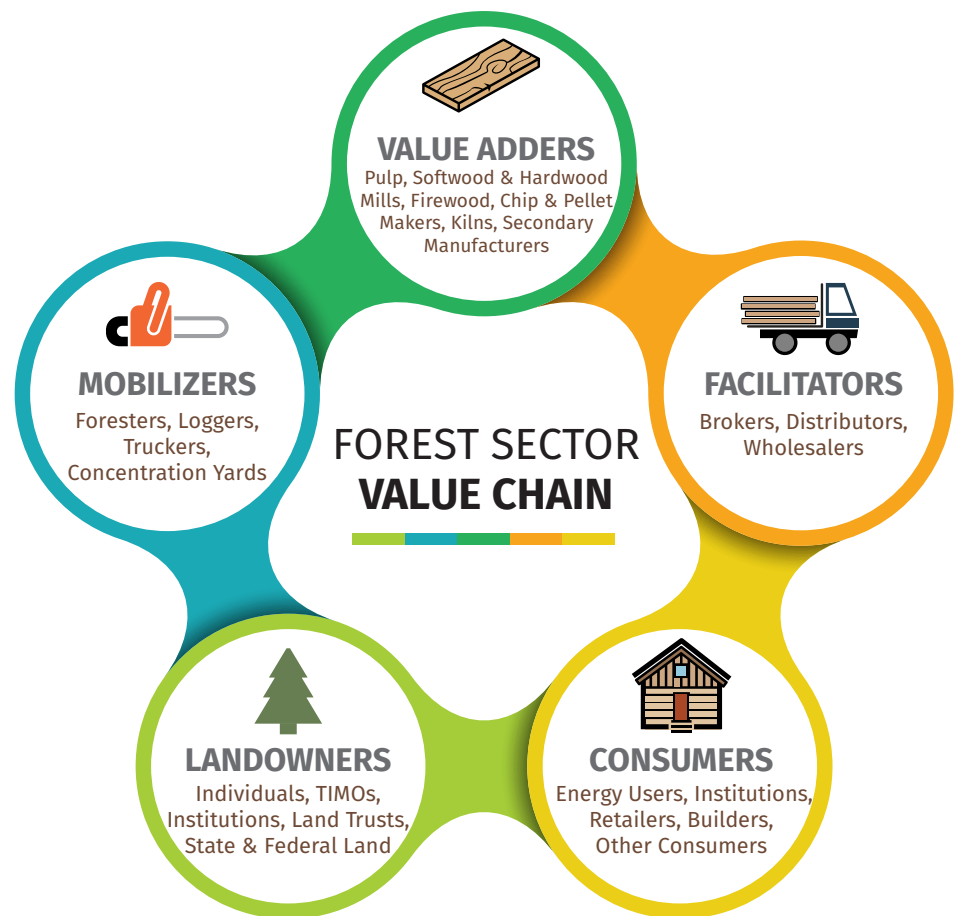 VALUE ADDERS
Pulp, Softwood & Hardwood
Mills, Firewood, Chip & Pellet
Makers, Kilns, Secondary
Manufacturers
MOBILIZERS
Foresters, Loggers,
Truckers,
Concentration Yards
FACILITATORS
Brokers, Distributors,
Wholesalers
FOREST SECTOR
VALUE CHAIN
LANDOWNERS
Individuals, TIMOs,
Institutions, Land Trusts,
State & Federal Land
CONSUMERS
Energy Users, Institutions,
Retailers, Builders,
Other Consumers